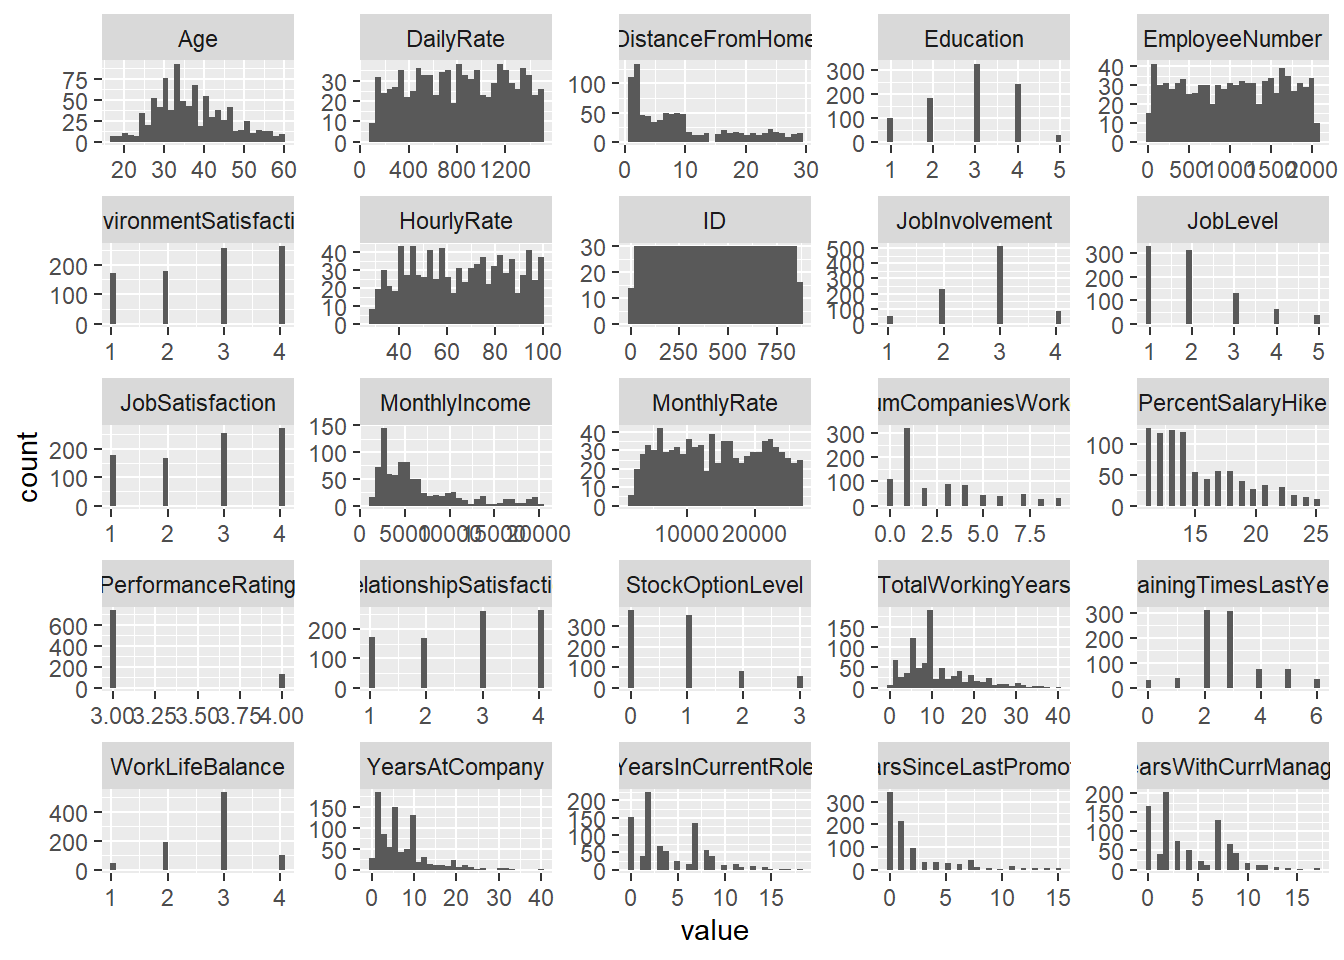 Age
75
50
25
0
20 30 40 50 60
DailyRate
30
20
10
0
0 400 800 1200
DistanceFromHome
100
50
0
0 10 20 30
Education
300
200
100
0
1 2 3 4 5
EmployeeNumber
40
30
20
10
0
0 500 1000 1500 2000
vironmentSatisfacti
200
100
0
1 2 3 4
HourlyRate
40
30
20
10
0
40 60 80 100
ID
30
20
10
0
0 250 500 750
JobInvolvement
500
400
300
200
100
0
1 2 3 4
JobLevel
300
200
100
0
1 2 3 4 5
JobSatisfaction
200
100
0
1 2 3 4
MonthlyIncome
150
100
50
0
0 5000 10000 15000 20000
MonthlyRate
40
30
20
10
0
10000 20000
umCompaniesWork
300
200
100
0
0.0 2.5 5.0 7.5
PercentSalaryHike
100
50
0
15 20 25
PerformanceRating
600
400
200
0
3.00 3.25 3.50 3.75 4.00
elationshipSatisfacti
200
100
0
1 2 3 4
StockOptionLevel
300
200
100
0
0 1 2 3
TotalWorkingYears
150
100
50
0
0 10 20 30 40
ainingTimesLastYe
300
200
100
0
0 2 4 6
WorkLifeBalance
400
200
0
1 2 3 4
YearsAtCompany
150
100
50
0
0 10 20 30 40
YearsInCurrentRole
200
150
100
50
0
0 5 10 15
arsSinceLastPromot
300
200
100
0
0 5 10 15
earsWithCurrManag
200
150
100
50
0
0 5 10 15
count
value